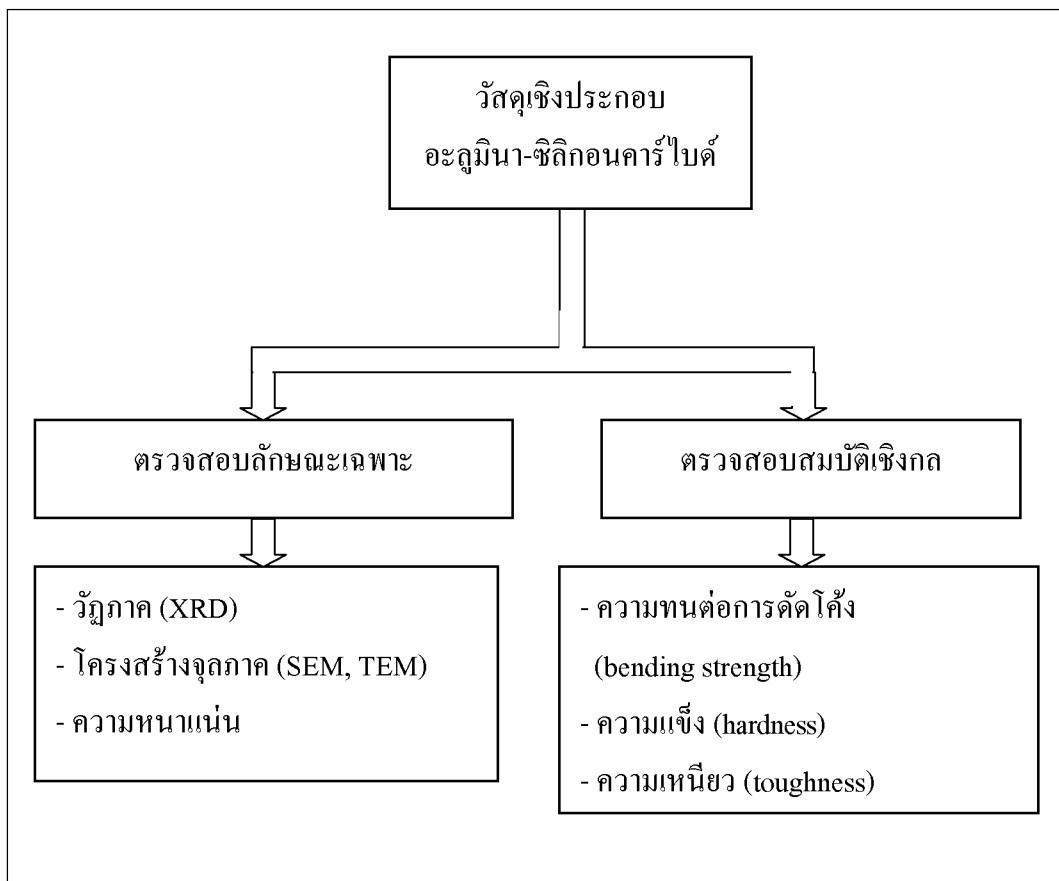 วัสดุเชิงประกอบ
อะลูมินา-ซิลิกอนคาร์ไบด์
ตรวจสอบลักษณะเฉพาะ
- วัฏภาค (XRD)
- โครงสร้างจุลภาค (SEM, TEM)
- ความหนาแน่น
ตรวจสอบสมบัติเชิงกล
- ความทนต่อการดัดโค้ง
(bending strength)
- ความแข็ง (hardness)
- ความเหนียว (toughness)